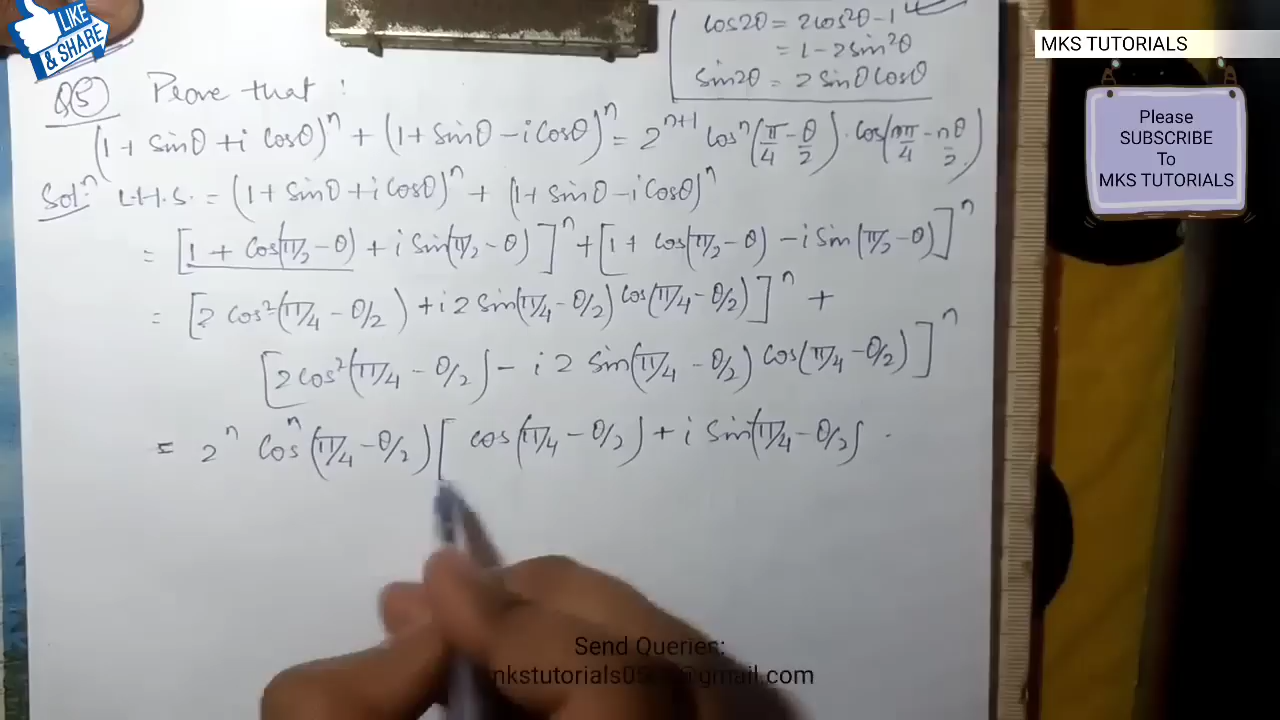 LIKE
& SHARE
cos2θ = 2cos²θ-1
= 1-2sin²θ
sin2θ = 2 sinθ cosθ
MKS TUTORIALS
Please
SUBSCRIBE
To
MKS TUTORIALS
Q5) Prove that :
(1 + sinθ + i cosθ)ⁿ + (1 + sinθ - i cosθ)ⁿ = 2ⁿ⁺¹ cosⁿ(π/4 - θ/2) . cos(nπ/4 - nθ/2).
Solⁿ: L.H.S. = (1 + sinθ + i cosθ)ⁿ + (1 + sinθ - i cosθ)ⁿ
= [1 + cos(π/2 - θ) + i sin(π/2 - θ)]ⁿ + [1 + cos(π/2 - θ) - i sin(π/2 - θ)]ⁿ
= [2 cos²(π/4 - θ/2) + i 2 sin(π/4 - θ/2) cos(π/4 - θ/2)]ⁿ +
[2cos²(π/4 - θ/2) - i 2 sin(π/4 - θ/2) cos(π/4 - θ/2)]ⁿ
= 2ⁿ cosⁿ(π/4 - θ/2) [cos(π/4 - θ/2) + i sin(π/4 - θ/2)
Send Queries:
@gmail.com